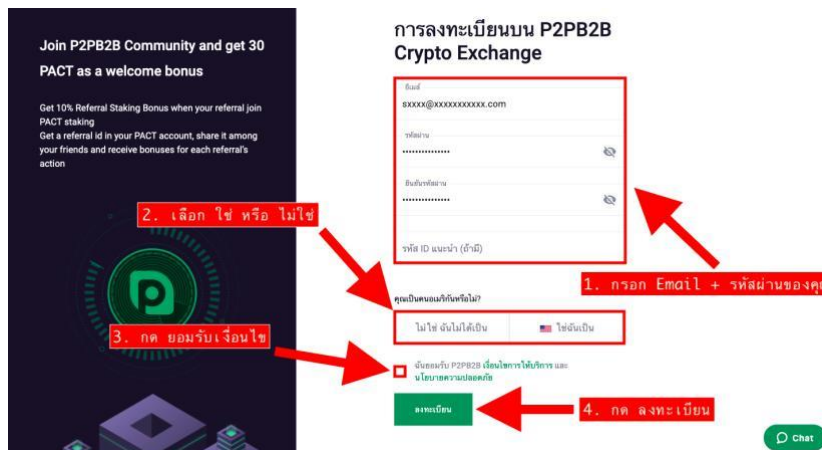 Join P2PB2B Community and get 30
PACT as a welcome bonus
Get 10% Referral Staking Bonus when your referral join
PACT staking
Get a referral id in your PACT account, share it among
your friends and receive bonuses for each referral's
action
การลงทะเบียนบน P2PB2B
Crypto Exchange
อีเมล์
sxxxx@xxxxxxxxxxx.com
รหัสผ่าน
ยืนยันรหัสผ่าน
รหัส ID แนะนำ (ถ้ามี)
1. กรอก Email + รหัสผ่านของคุณ
2. เลือก ใช่ หรือ ไม่ใช่
คุณเป็นคนอเมริกันหรือไม่?
ไม่ใช่ ฉันไม่ได้เป็น
ใช่ฉันเป็น
3. กด ยอมรับเงื่อนไข
ฉันยอมรับ P2PB2B เงื่อนไขการให้บริการ และ
นโยบายความปลอดภัย
ลงทะเบียน
4. กด ลงทะเบียน
Chat